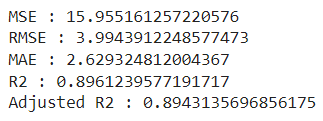 MSE : 15.955161257220576
RMSE : 3.9943912248577473
MAE : 2.629324812004367
R2 : 0.8961239577191717
Adjusted R2 : 0.8943135696856175